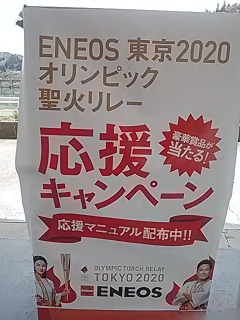 ENEOS 東京2020
オリンピック
聖火リレー
豪華賞品が
当たる!
応援
キャンペーン
応援マニュアル配布中!!
OLYMPIC TORCH RELAY
TOKYO 2020
ENEOS